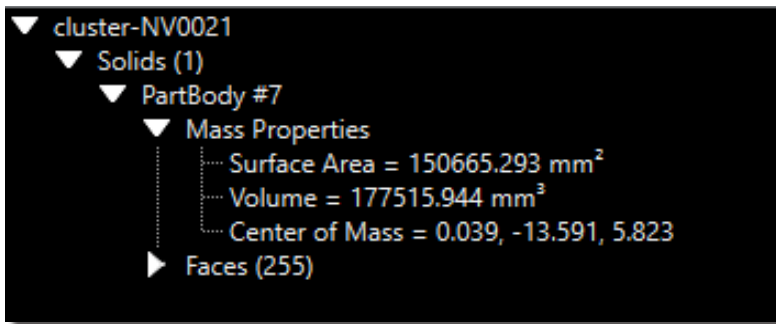 cluster-NV0021
Solids (1)
PartBody #7
Mass Properties
Surface Area = 150665.293 mm²
Volume = 177515.944 mm³
Center of Mass = 0.039, -13.591, 5.823
Faces (255)